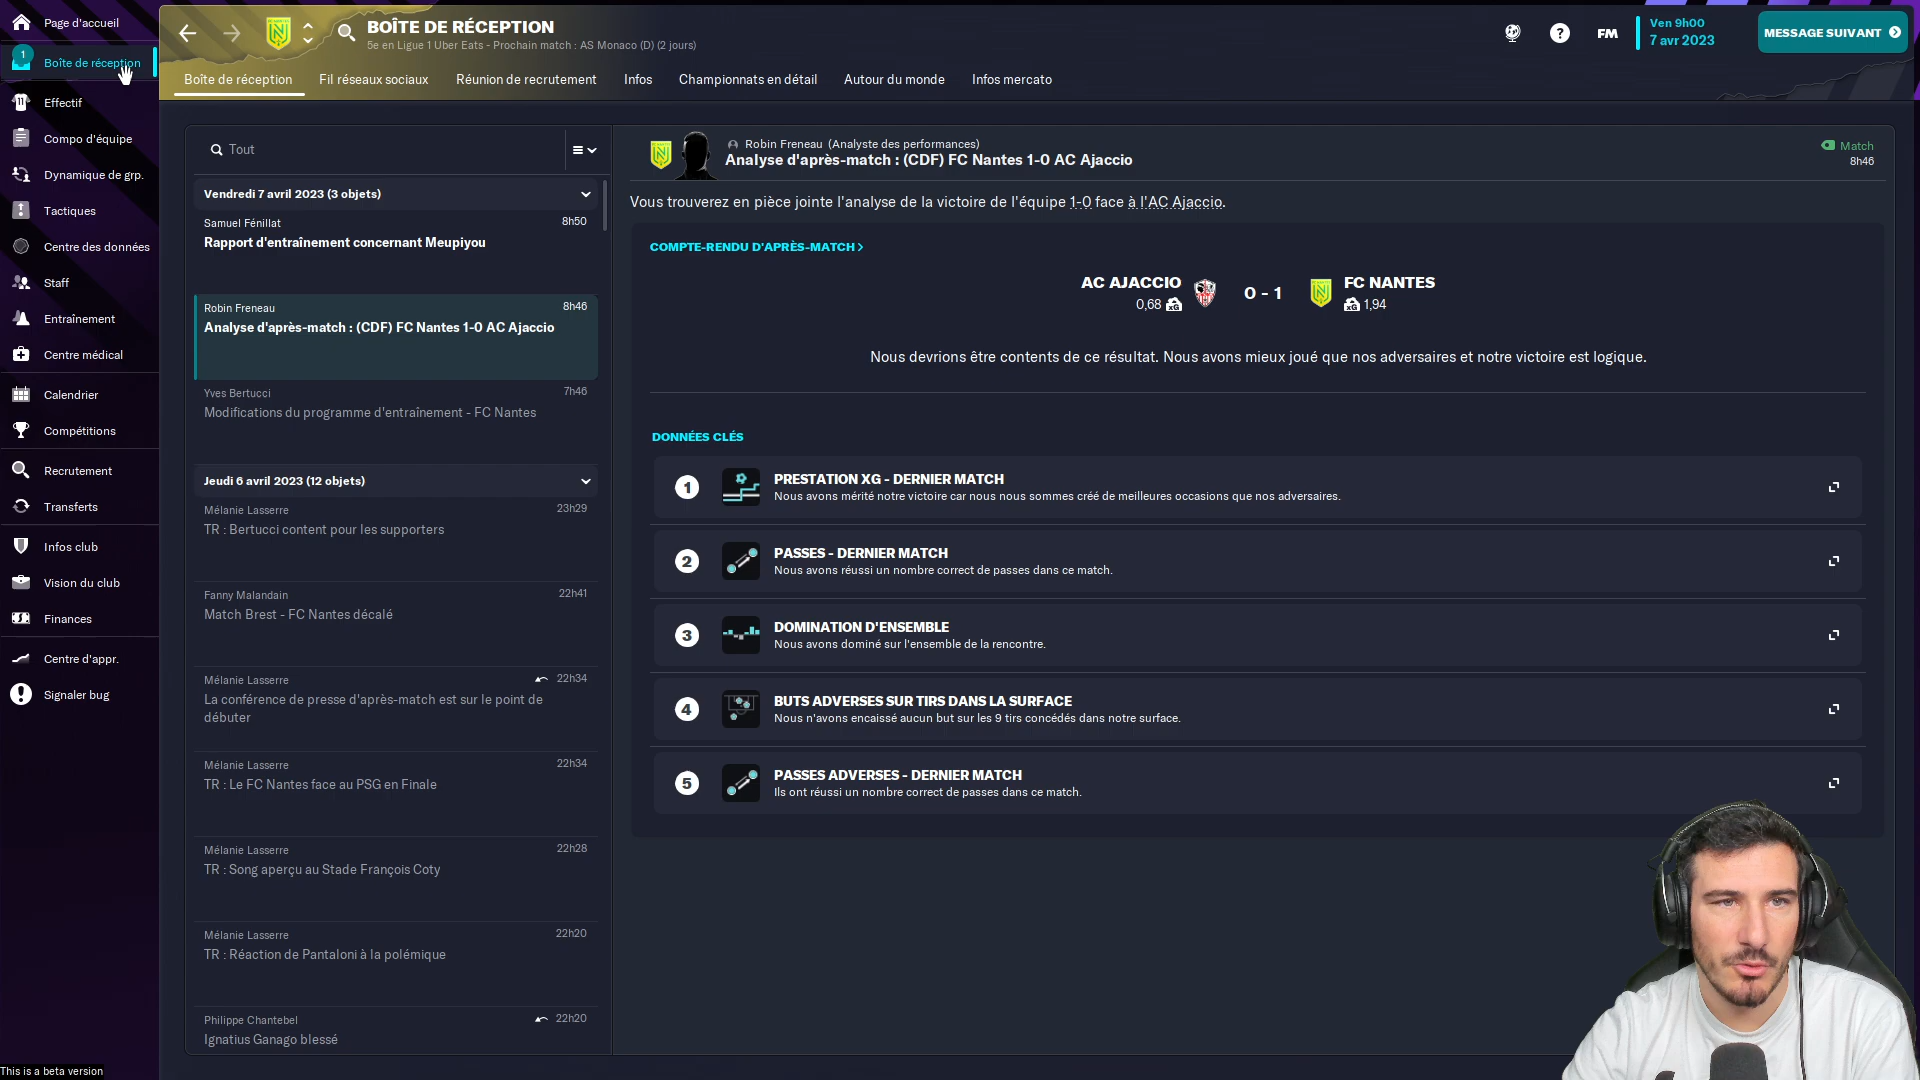 Page d'accueil
1
Boîte de réception
Effectif
Compo d'équipe
Dynamique de grp.
Tactiques
Centre des données
Staff
Entraînement
Centre médical
Calendrier
Compétitions
Recrutement
Transferts
Infos club
Vision du club
Finances
Centre d'appr.
Signaler bug
This is a beta version
BOÎTE DE RÉCEPTION
5e en Ligue 1 Uber Eats - Prochain match : AS Monaco (D) (2 jours)
FM
Ven 9h00
7 avr 2023
MESSAGE SUIVANT
Boîte de réception
Fil réseaux sociaux
Réunion de recrutement
Infos
Championnats en détail
Autour du monde
Infos mercato
Tout
Vendredi 7 avril 2023 (3 objets)
Samuel Fénillat 8h50
Rapport d'entraînement concernant Meupiyou
Robin Freneau 8h46
Analyse d'après-match : (CDF) FC Nantes 1-0 AC Ajaccio
Yves Bertucci 7h46
Modifications du programme d'entraînement - FC Nantes
Jeudi 6 avril 2023 (12 objets)
Mélanie Lasserre 23h29
TR : Bertucci content pour les supporters
Fanny Malandain 22h41
Match Brest - FC Nantes décalé
Mélanie Lasserre 22h34
La conférence de presse d'après-match est sur le point de
débuter
Mélanie Lasserre 22h34
TR : Le FC Nantes face au PSG en Finale
Mélanie Lasserre 22h28
TR : Song aperçu au Stade François Coty
Mélanie Lasserre 22h20
TR : Réaction de Pantaloni à la polémique
Philippe Chantebel 22h20
Ignatius Ganago blessé
Robin Freneau (Analyste des performances)
Analyse d'après-match : (CDF) FC Nantes 1-0 AC Ajaccio
Match
8h46
Vous trouverez en pièce jointe l'analyse de la victoire de l'équipe 1-0 face à l'AC Ajaccio.
COMPTE-RENDU D'APRÈS-MATCH >
AC AJACCIO
0,68 xG
0 - 1
FC NANTES
xG 1,94
Nous devrions être contents de ce résultat. Nous avons mieux joué que nos adversaires et notre victoire est logique.
DONNÉES CLÉS
1
PRESTATION XG - DERNIER MATCH
Nous avons mérité notre victoire car nous nous sommes créé de meilleures occasions que nos adversaires.
2
PASSES - DERNIER MATCH
Nous avons réussi un nombre correct de passes dans ce match.
3
DOMINATION D'ENSEMBLE
Nous avons dominé sur l'ensemble de la rencontre.
4
BUTS ADVERSES SUR TIRS DANS LA SURFACE
Nous n'avons encaissé aucun but sur les 9 tirs concédés dans notre surface.
5
PASSES ADVERSES - DERNIER MATCH
Ils ont réussi un nombre correct de passes dans ce match.